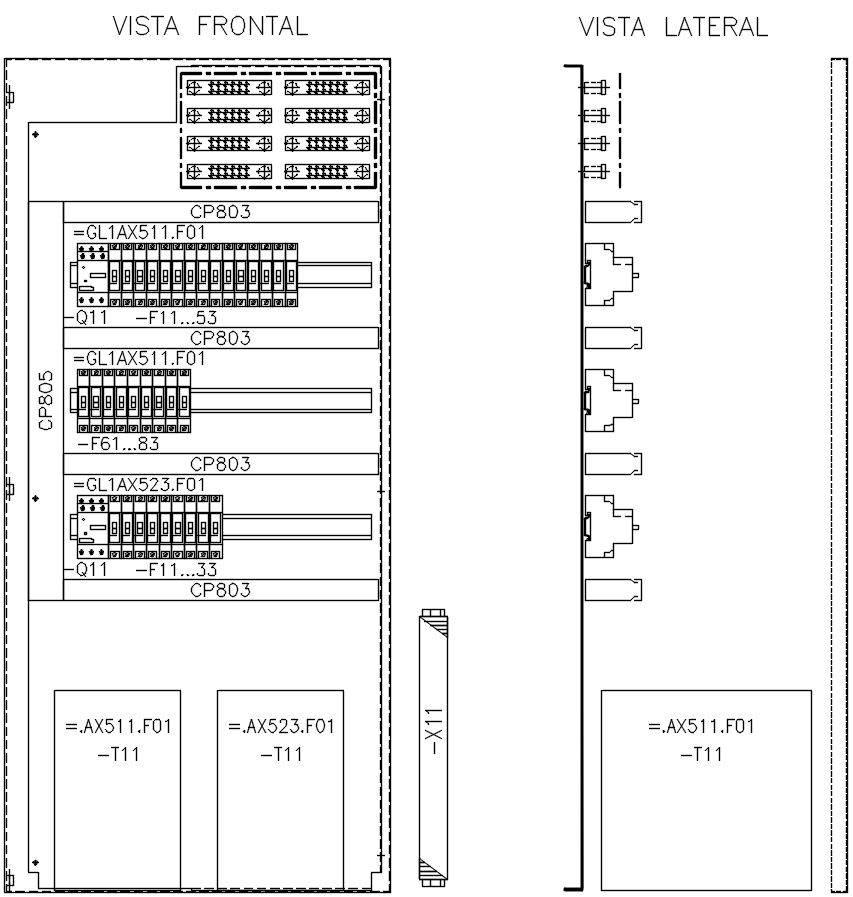 VISTA FRONTAL
VISTA LATERAL
CP803
=GL1AX511.F01
-Q11 -F11...53
CP803
=GL1AX511.F01
CP805
-F61...83
CP803
=GL1AX523.F01
-Q11 -F11...33
CP803
=.AX511.F01
-T11
=.AX523.F01
-T11
-X11
=.AX511.F01
-T11